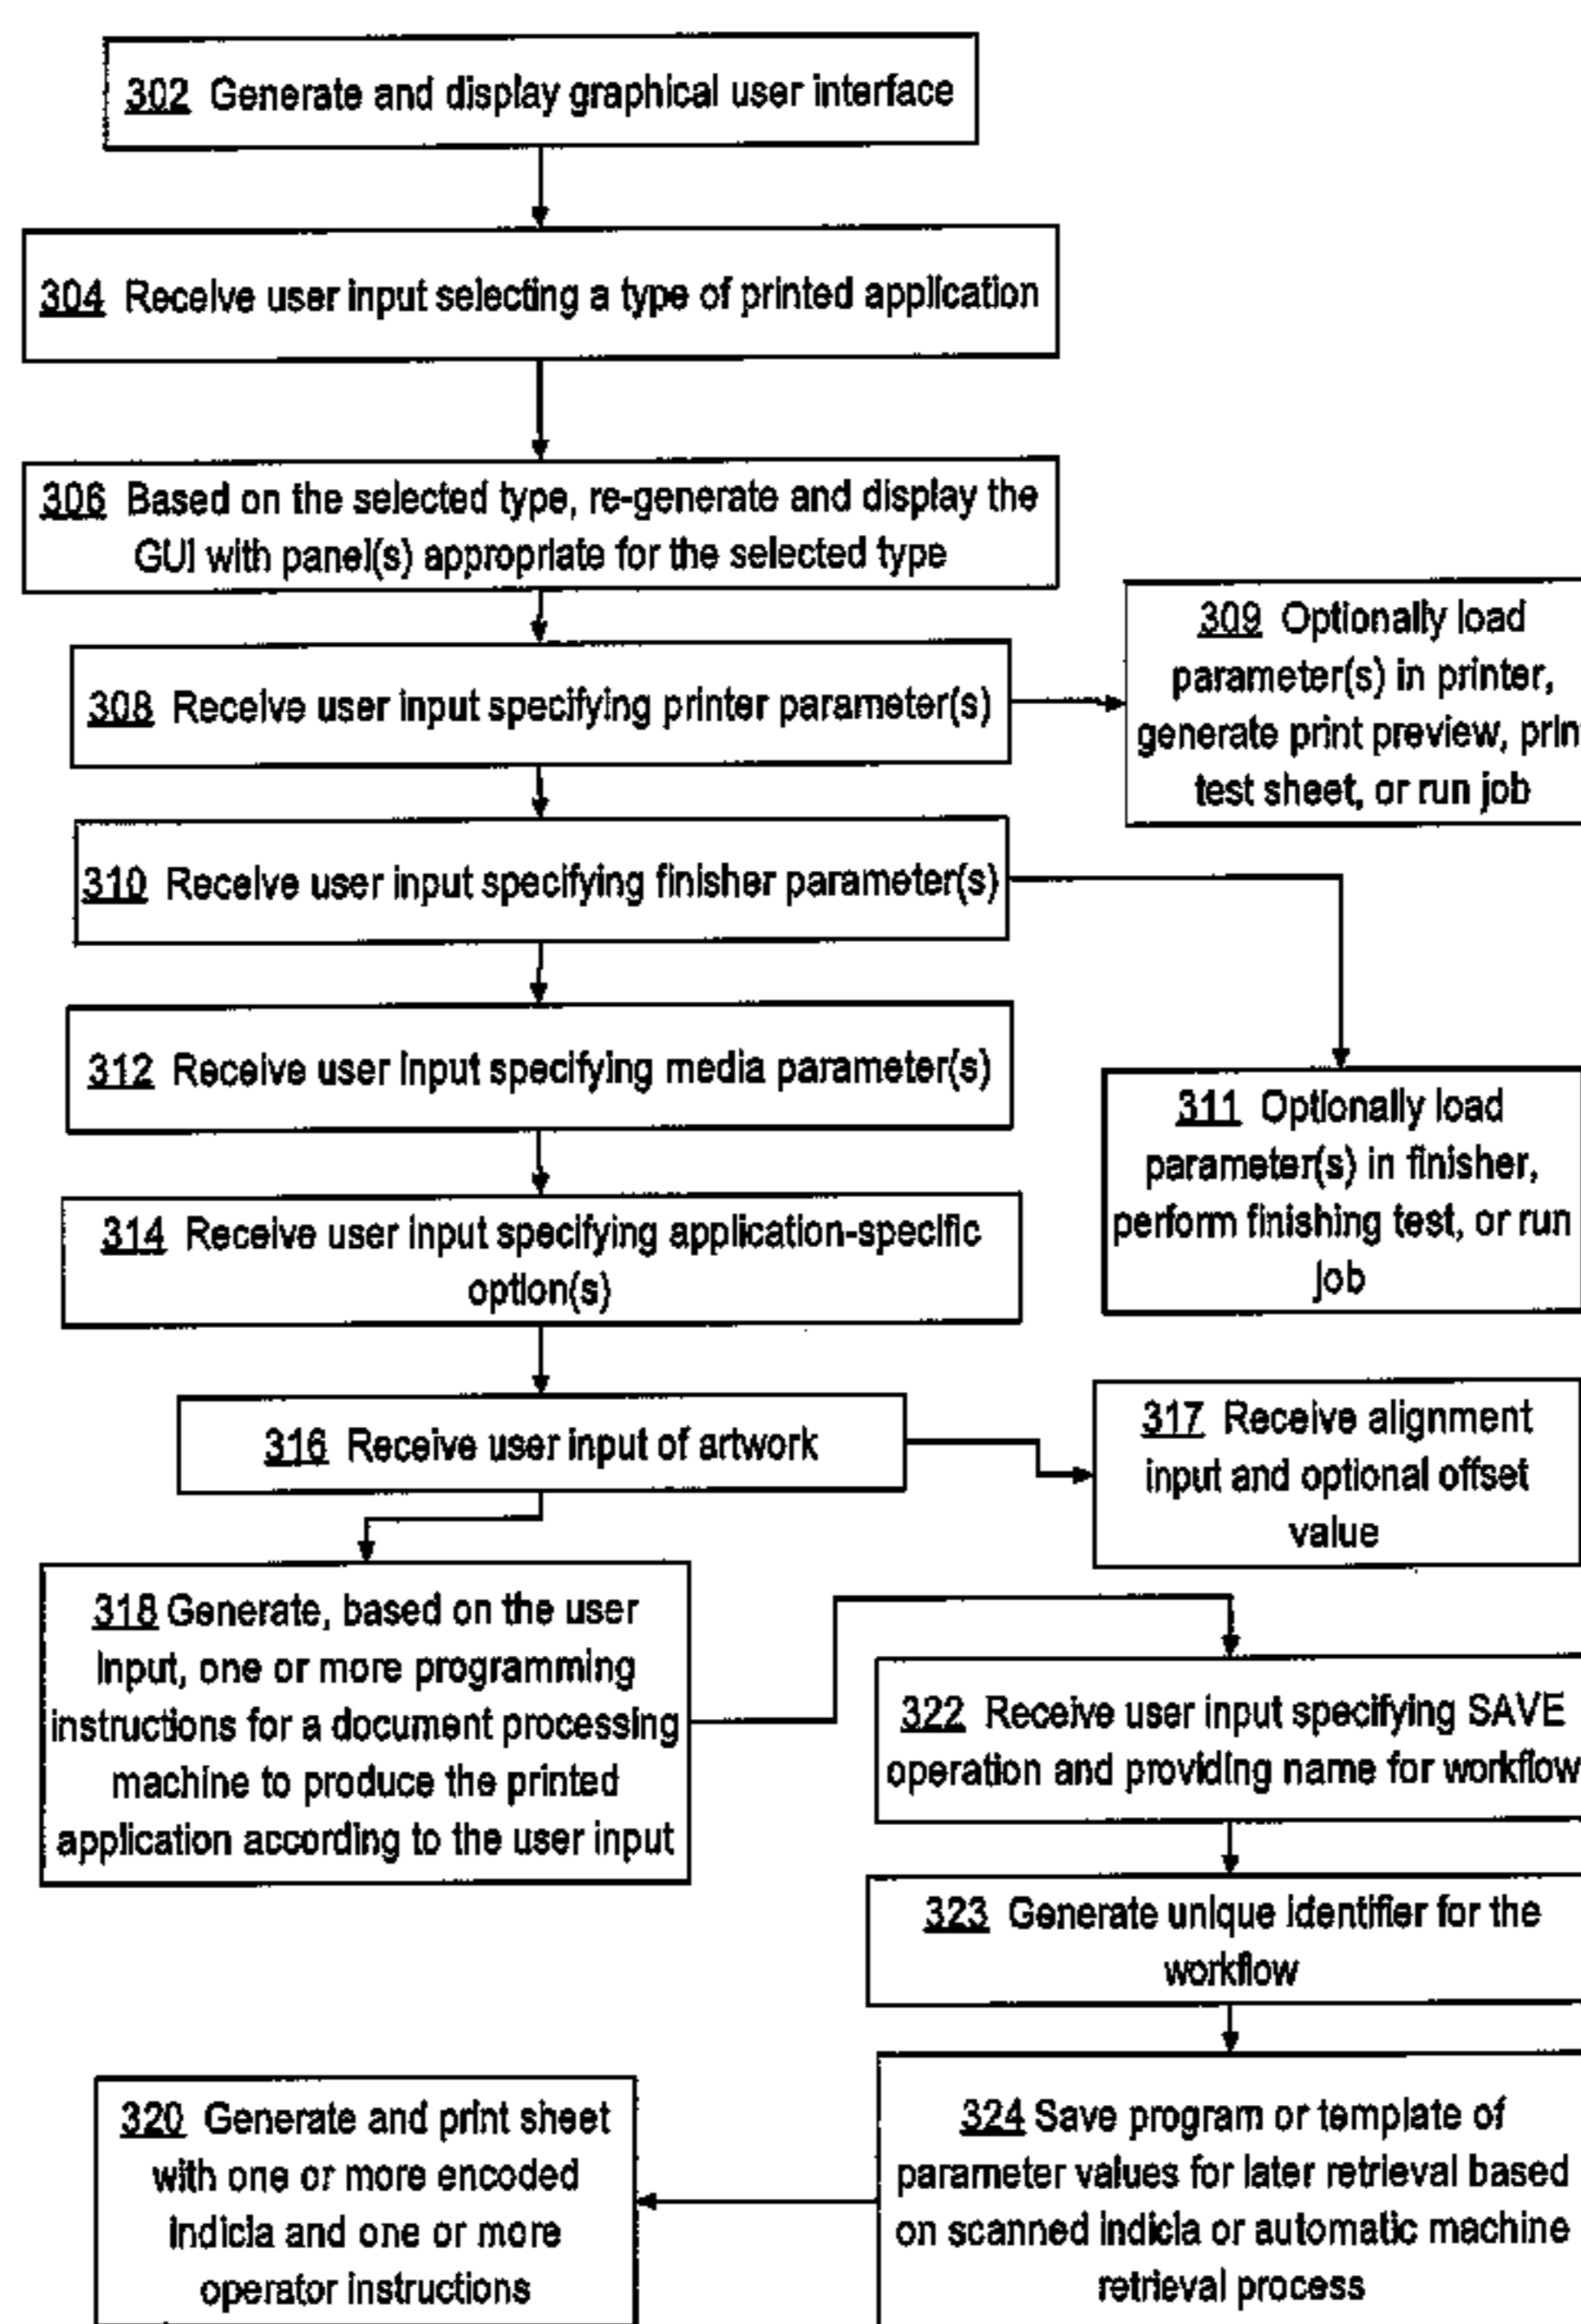 302 Generate and display graphical user interface
304 Receive user input selecting a type of printed application
306 Based on the selected type, re-generate and display the
GUI with panel(s) appropriate for the selected type
308 Receive user input specifying printer parameter(s)
309 Optionally load
parameter(s) in printer,
generate print preview, print
test sheet, or run job
310 Receive user input specifying finisher parameter(s)
312 Receive user input specifying media parameter(s)
311 Optionally load
parameter(s) in finisher,
perform finishing test, or run
job
314 Receive user input specifying application-specific
option(s)
316 Receive user input of artwork
317 Receive alignment
input and optional offset
value
318 Generate, based on the user
input, one or more programming
instructions for a document processing
machine to produce the printed
application according to the user input
322 Receive user input specifying SAVE
operation and providing name for workflow
323 Generate unique identifier for the
workflow
324 Save program or template of
parameter values for later retrieval based
on scanned indicia or automatic machine
retrieval process
320 Generate and print sheet
with one or more encoded
indicia and one or more
operator instructions